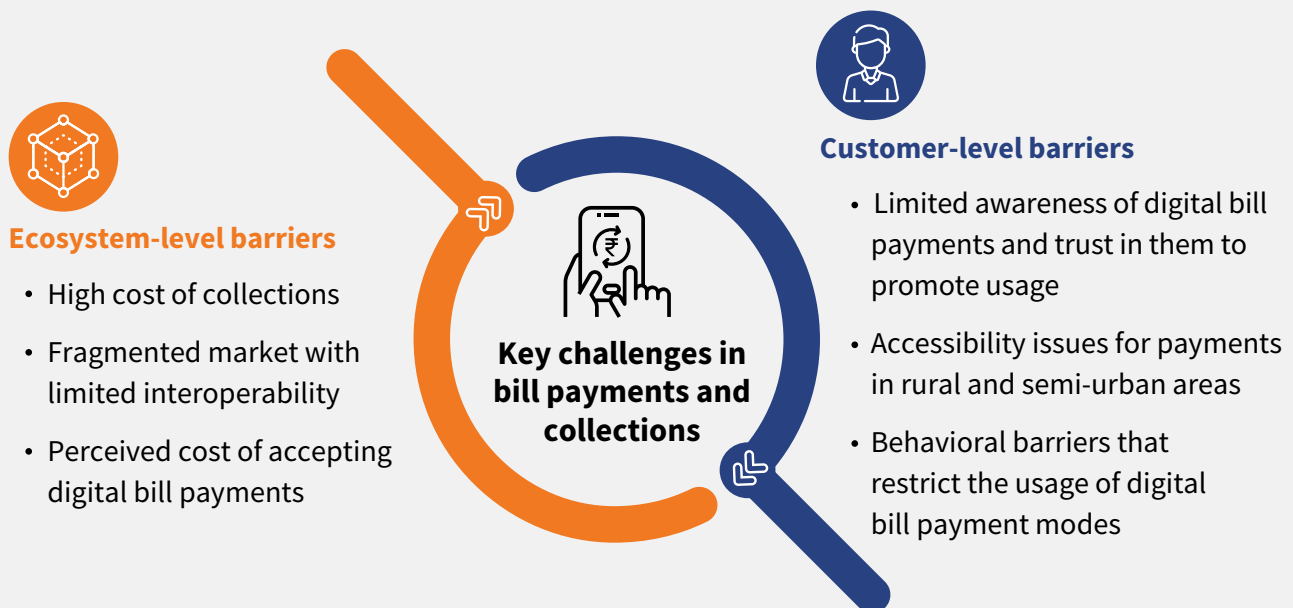 Ecosystem-level barriers
• High cost of collections
• Fragmented market with
limited interoperability
• Perceived cost of accepting
digital bill payments
₹
Key challenges in
bill payments and
collections
Customer-level barriers
• Limited awareness of digital bill
payments and trust in them to
promote usage
• Accessibility issues for payments
in rural and semi-urban areas
• Behavioral barriers that
restrict the usage of digital
bill payment modes